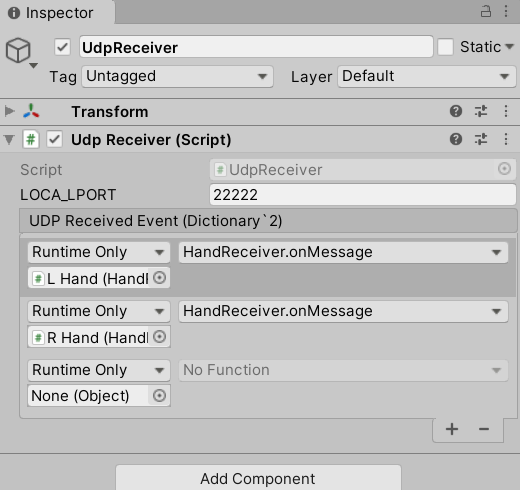 Inspector
UdpReceiver
Static
Tag Untagged Layer Default
Transform
# Udp Receiver (Script)
Script # UdpReceiver
LOCA_LPORT 22222
UDP Received Event (Dictionary`2)
Runtime Only HandReceiver.onMessage
# L Hand (Hand
Runtime Only HandReceiver.onMessage
# R Hand (Hand
Runtime Only No Function
None (Object)
+ −
Add Component